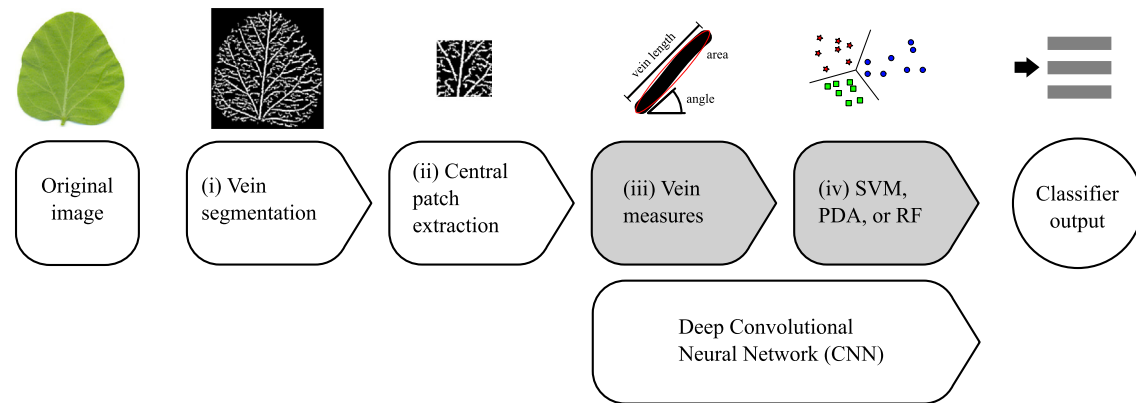 vein length
area
angle
Original
image
(i) Vein
segmentation
(ii) Central
patch
extraction
(iii) Vein
measures
(iv) SVM,
PDA, or RF
Classifier
output
Deep Convolutional
Neural Network (CNN)